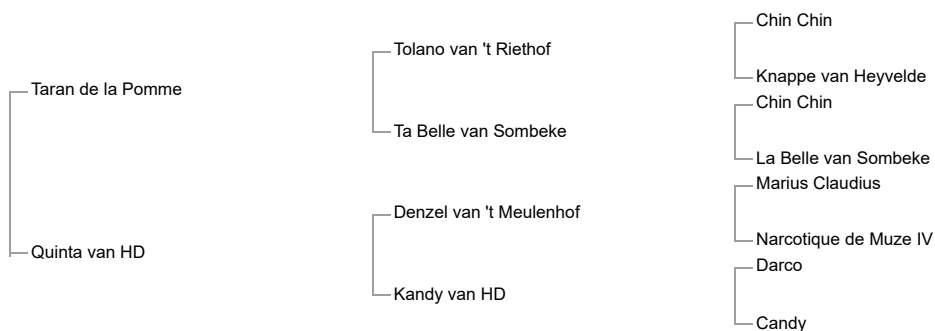 Chin Chin
Tolano van 't Riethof
Knappe van Heyvelde
Taran de la Pomme
Chin Chin
Ta Belle van Sombeke
La Belle van Sombeke
Marius Claudius
Denzel van 't Meulenhof
Narcotique de Muze IV
Quinta van HD
Darco
Kandy van HD
Candy